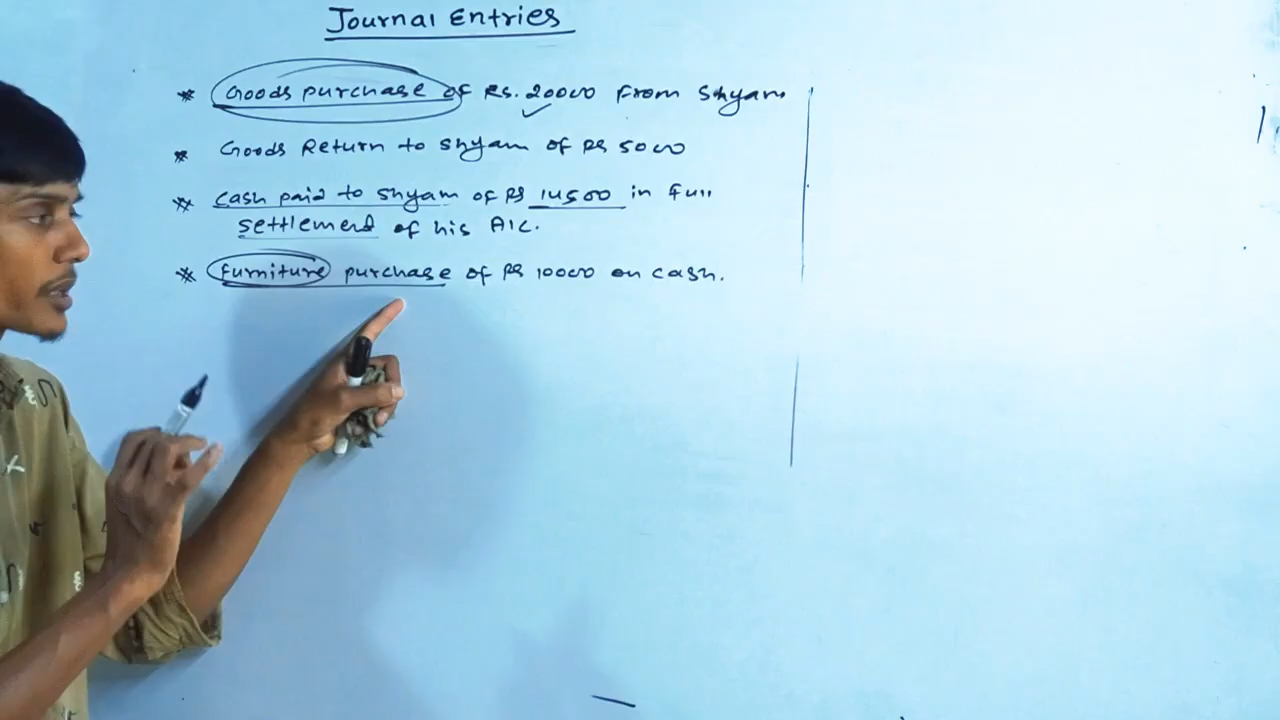 Journal Entries
* Goods purchase of Rs. 20000 from Shyam
* Goods Return to Shyam of Rs 5000
* Cash paid to Shyam of Rs 14500 in full
settlement of his A/c.
* Furniture purchase of Rs 10000 on cash.